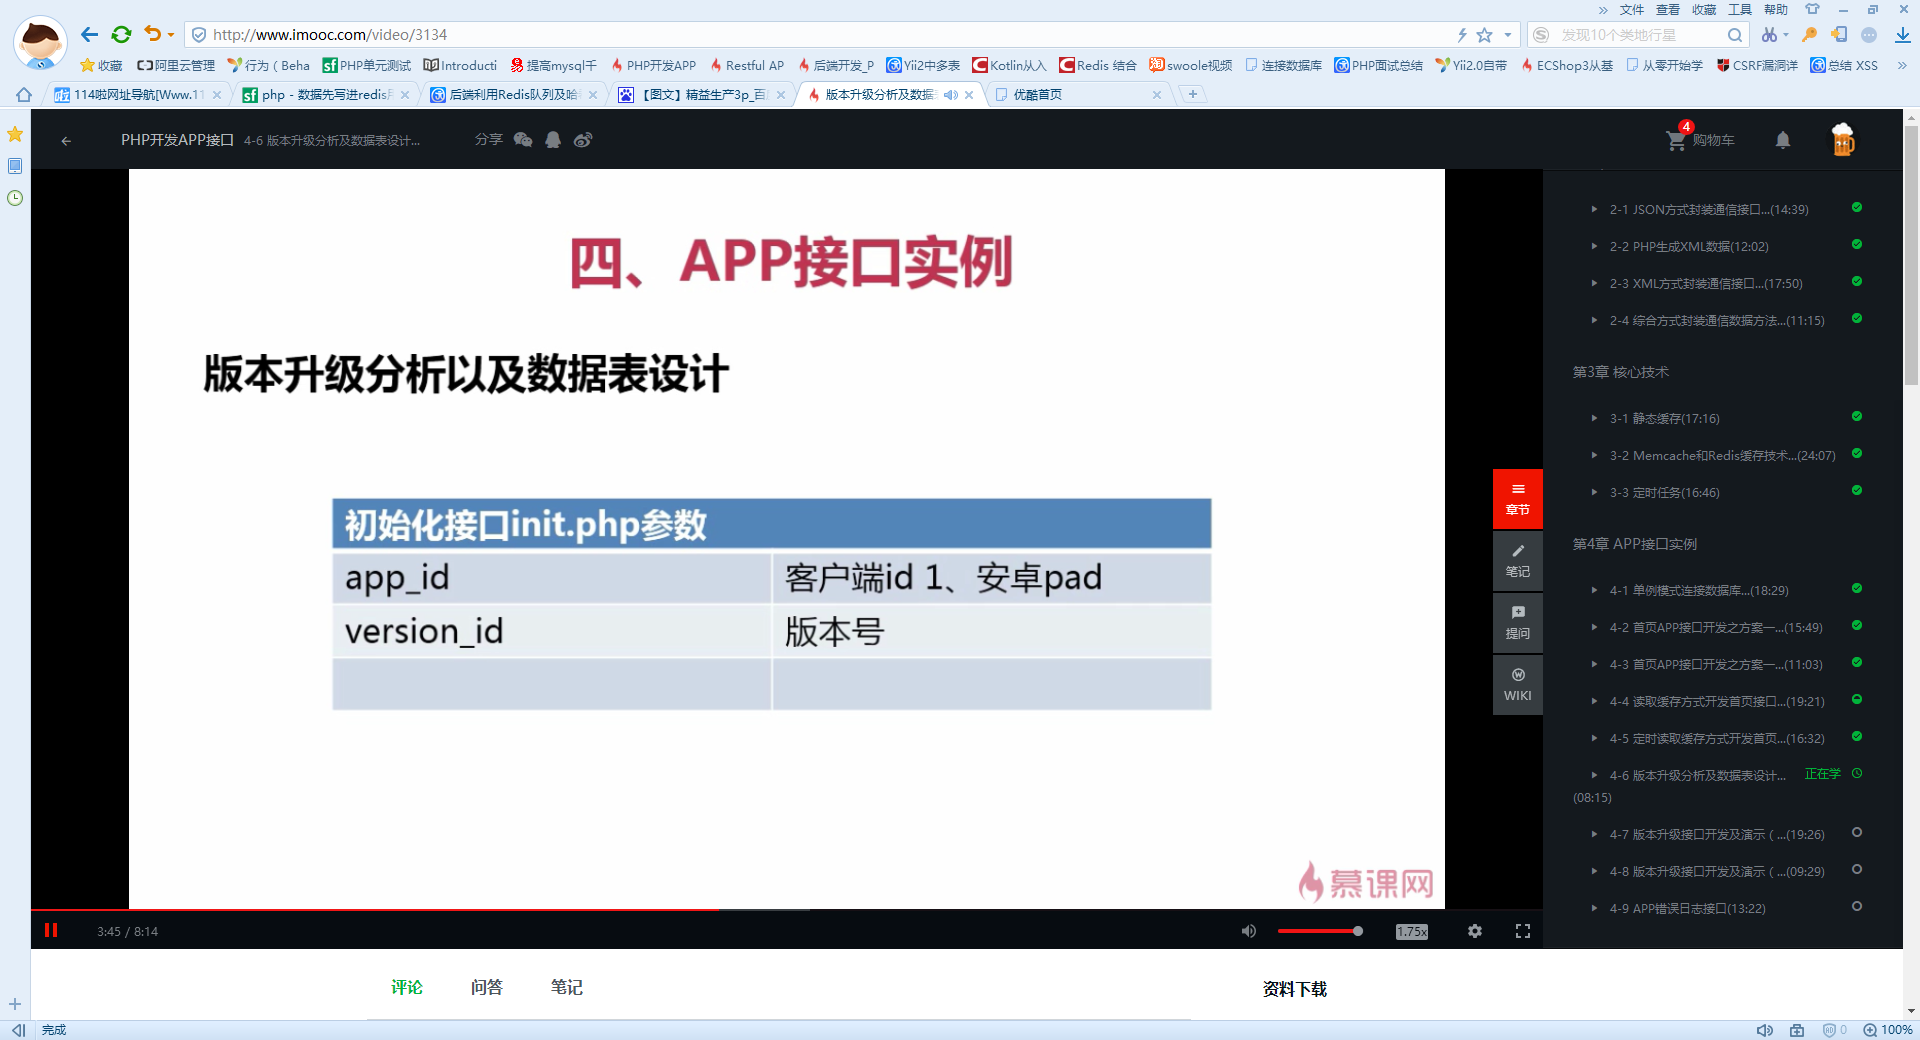 » 文件 查看 收藏 工具 帮助
http://www.imooc.com/video/3134
发现10个类地行星
收藏 阿里云管理 行为（Beha PHP单元测试 Introducti 提高mysql千 PHP开发APP Restful AP 后端开发_P Yii2中多表 Kotlin从入 Redis 结合 swoole视频 连接数据库 PHP面试总结 Yii2.0自带 ECShop3从基 从零开始学 CSRF漏洞详 总结 XSS »
114啦网址导航[Www.11 php - 数据先写进redis后 后端利用Redis队列及哈 【图文】精益生产3p_百 版本升级分析及数据 优酷首页
PHP开发APP接口 4-6 版本升级分析及数据表设计... 分享
4 购物车
四、APP接口实例
版本升级分析以及数据表设计
初始化接口init.php参数
app_id 客户端id 1、安卓pad
version_id 版本号
慕课网
3:45 / 8:14 1.75x
章节
笔记
提问
WIKI
2-1 JSON方式封装通信接口...(14:39)
2-2 PHP生成XML数据(12:02)
2-3 XML方式封装通信接口...(17:50)
2-4 综合方式封装通信数据方法...(11:15)
第3章 核心技术
3-1 静态缓存(17:16)
3-2 Memcache和Redis缓存技术...(24:07)
3-3 定时任务(16:46)
第4章 APP接口实例
4-1 单例模式连接数据库...(18:29)
4-2 首页APP接口开发之方案一...(15:49)
4-3 首页APP接口开发之方案一...(11:03)
4-4 读取缓存方式开发首页接口...(19:21)
4-5 定时读取缓存方式开发首页...(16:32)
4-6 版本升级分析及数据表设计... 正在学
(08:15)
4-7 版本升级接口开发及演示（ ...(19:26)
4-8 版本升级接口开发及演示（ ...(09:29)
4-9 APP错误日志接口(13:22)
评论 问答 笔记 资料下载
完成 0 100%